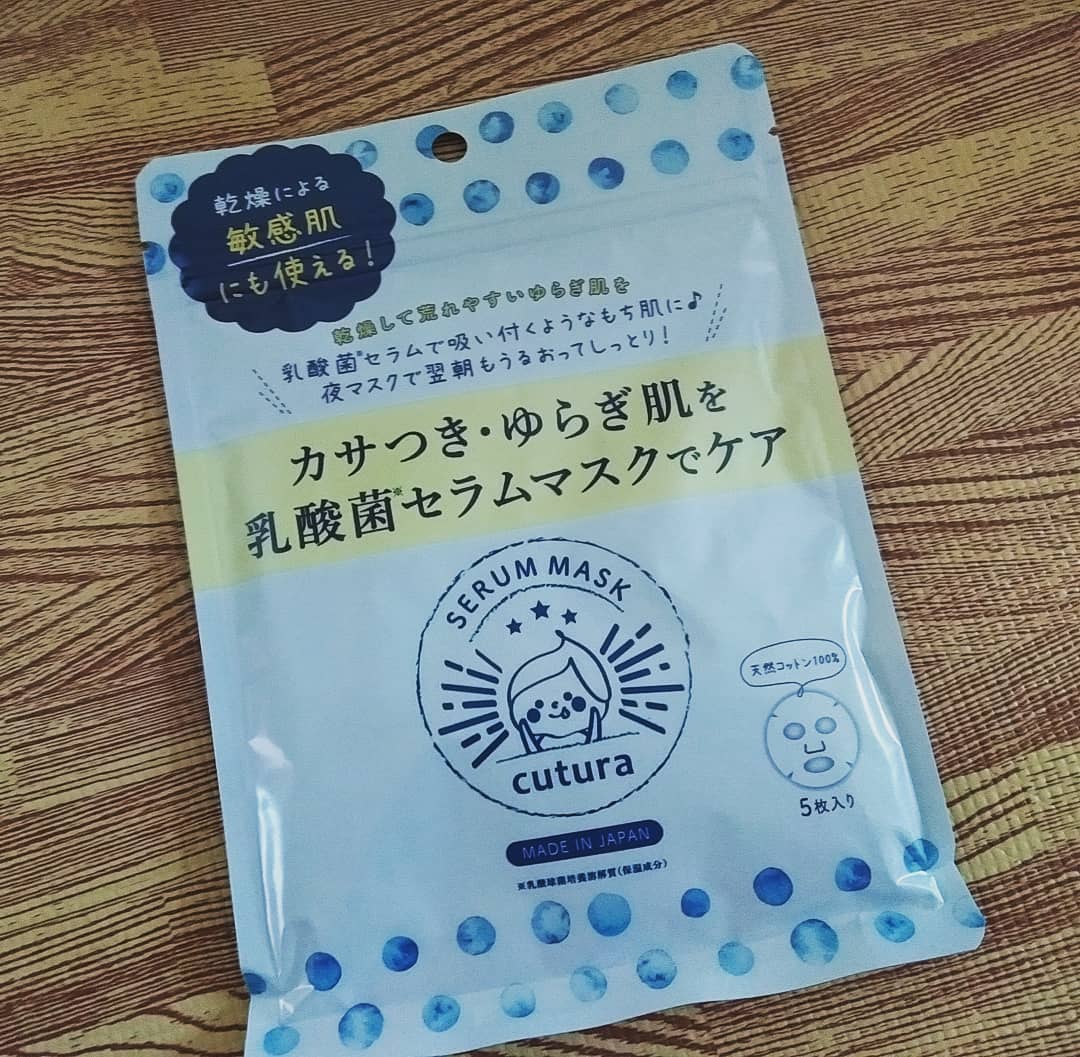 乾燥による
敏感肌
にも使える!
乾燥して荒れやすいゆらぎ肌を
乳酸菌※セラムで吸い付くようなもち肌に♪
夜マスクで翌朝もうるおってしっとり!
カサつき・ゆらぎ肌を
乳酸菌※セラムマスクでケア
SERUM MASK
cutura
天然コットン100%
5枚入り
MADE IN JAPAN
※乳酸球菌培養溶解質(保湿成分)